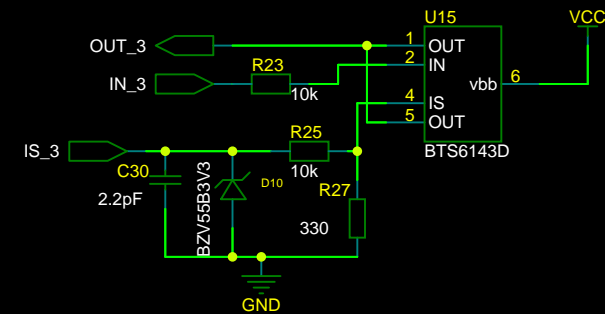 U15
VCC
OUT_3
1
OUT
R23
2
IN
IN_3
10k
vbb
6
4
IS
5
OUT
R25
BTS6143D
IS_3
C30
10k
D10
R27
2.2pF
BZV55B3V3
330
GND